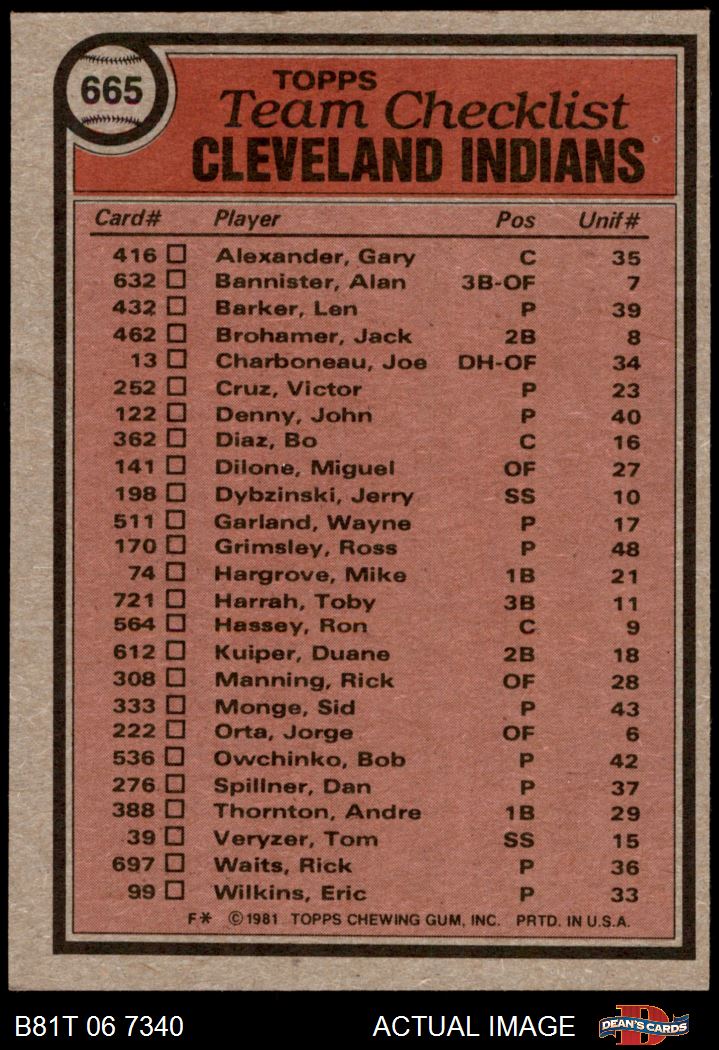 665
TOPPS
Team Checklist
CLEVELAND INDIANS
Card# Player Pos Unif#
416 ☐ Alexander, Gary C 35
632 ☐ Bannister, Alan 3B-OF 7
432 ☐ Barker, Len P 39
462 ☐ Brohamer, Jack 2B 8
13 ☐ Charboneau, Joe DH-OF 34
252 ☐ Cruz, Victor P 23
122 ☐ Denny, John P 40
362 ☐ Diaz, Bo C 16
141 ☐ Dilone, Miguel OF 27
198 ☐ Dybzinski, Jerry SS 10
511 ☐ Garland, Wayne P 17
170 ☐ Grimsley, Ross P 48
74 ☐ Hargrove, Mike 1B 21
721 ☐ Harrah, Toby 3B 11
564 ☐ Hassey, Ron C 9
612 ☐ Kuiper, Duane 2B 18
308 ☐ Manning, Rick OF 28
333 ☐ Monge, Sid P 43
222 ☐ Orta, Jorge OF 6
536 ☐ Owchinko, Bob P 42
276 ☐ Spillner, Dan P 37
388 ☐ Thornton, Andre 1B 29
39 ☐ Veryzer, Tom SS 15
697 ☐ Waits, Rick P 36
99 ☐ Wilkins, Eric P 33
F* ©1981 TOPPS CHEWING GUM, INC. PRTD. IN U.S.A.
B81T 06 7340 ACTUAL IMAGE D DEAN'S CARDS